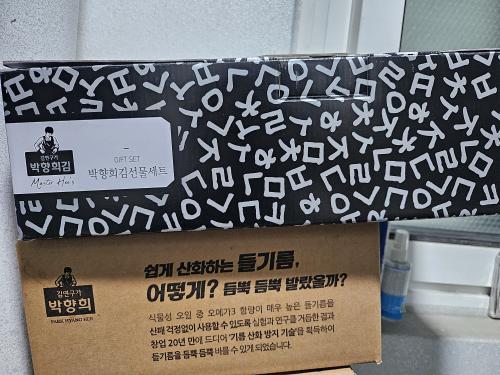 김연구가
박향희김
Master Hee's
GIFT SET
박향희김선물세트
김연구가
박향희
PARK HYANG HEE
쉽게 산화하는 들기름,
어떻게? 듬뿍 듬뿍 발랐을까?
식물성 오일 중 오메가3 함량이 매우 높은 들기름을
산패 걱정없이 사용할 수 있도록 실험과 연구를 거듭한 결과
창업 20년 만에 드디어 '기름 산화 방지 기술'을 획득하여
들기름을 듬뿍 듬뿍 바를 수 있게 되었습니다.